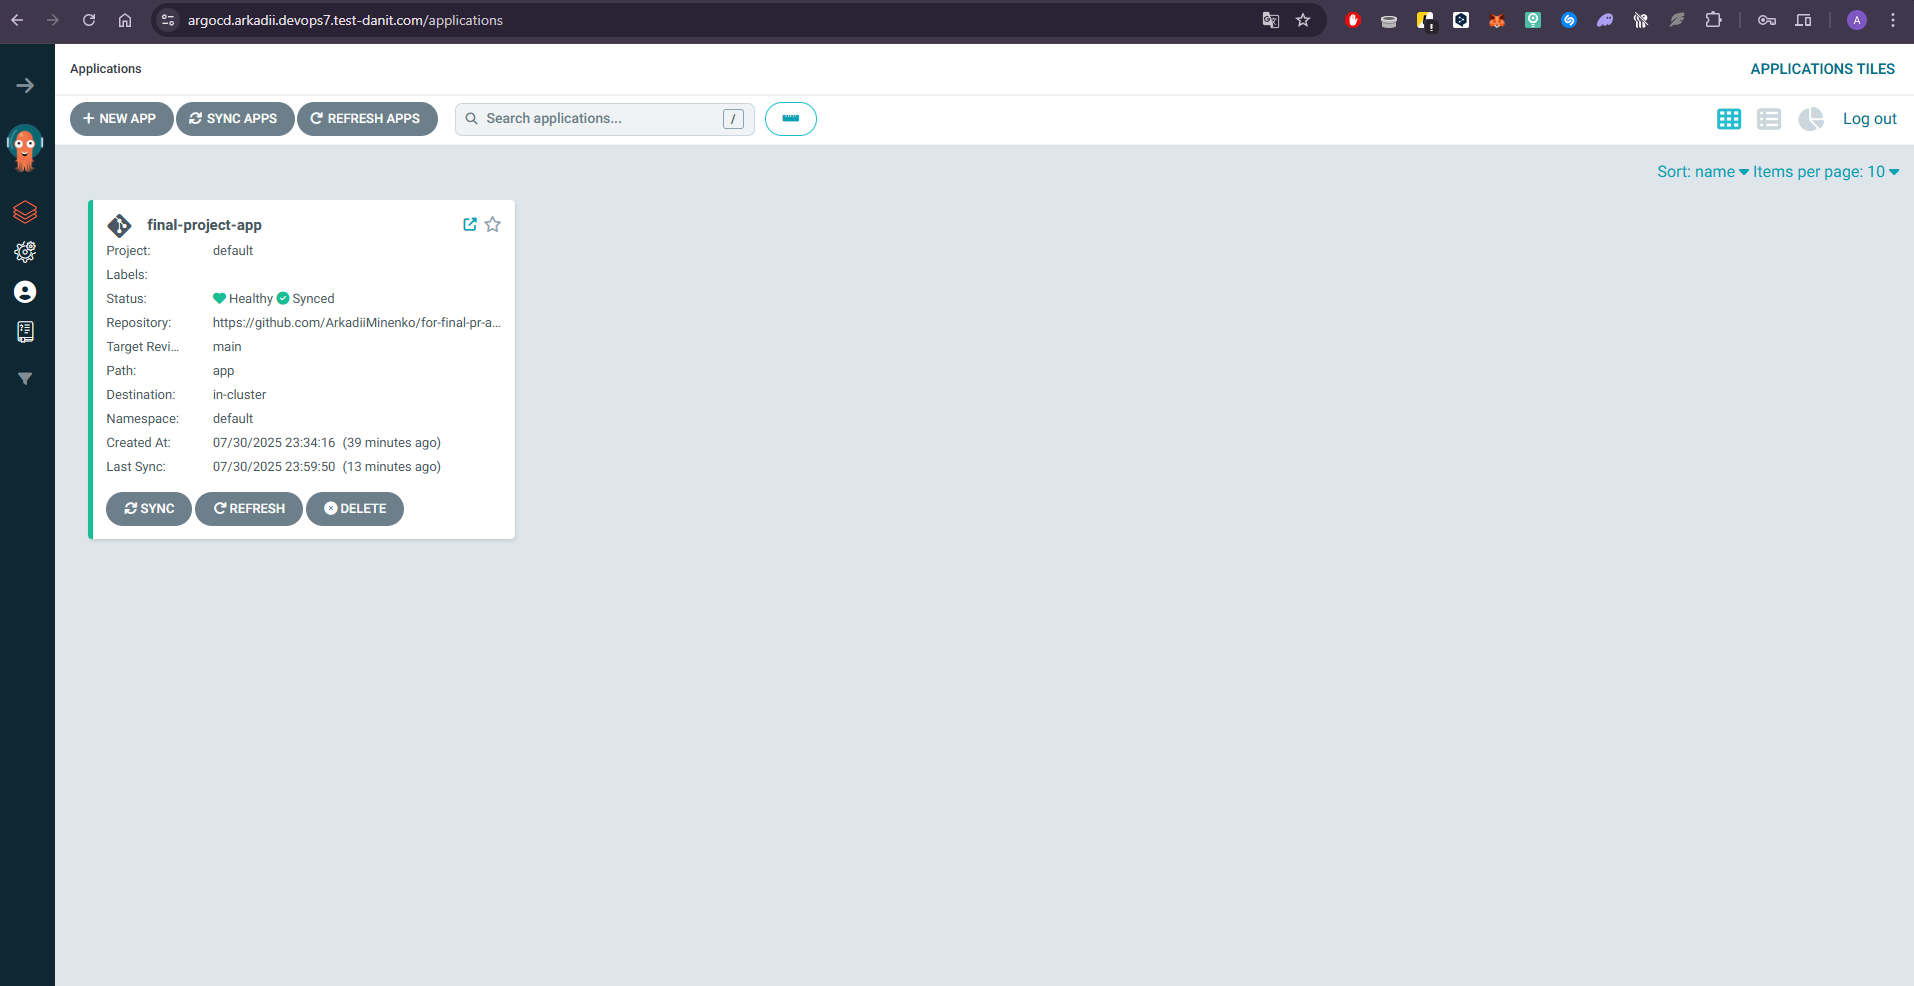 argocd.arkadii.devops7.test-danit.com/applications
A
Applications
APPLICATIONS TILES
NEW APP
SYNC APPS
REFRESH APPS
Search applications...
/
Log out
Sort: name
Items per page: 10
final-project-app
Project: default
Labels:
Status: Healthy Synced
Repository: https://github.com/ArkadiiMinenko/for-final-pr-a...
Target Revi... main
Path: app
Destination: in-cluster
Namespace: default
Created At: 07/30/2025 23:34:16 (39 minutes ago)
Last Sync: 07/30/2025 23:59:50 (13 minutes ago)
SYNC
REFRESH
DELETE